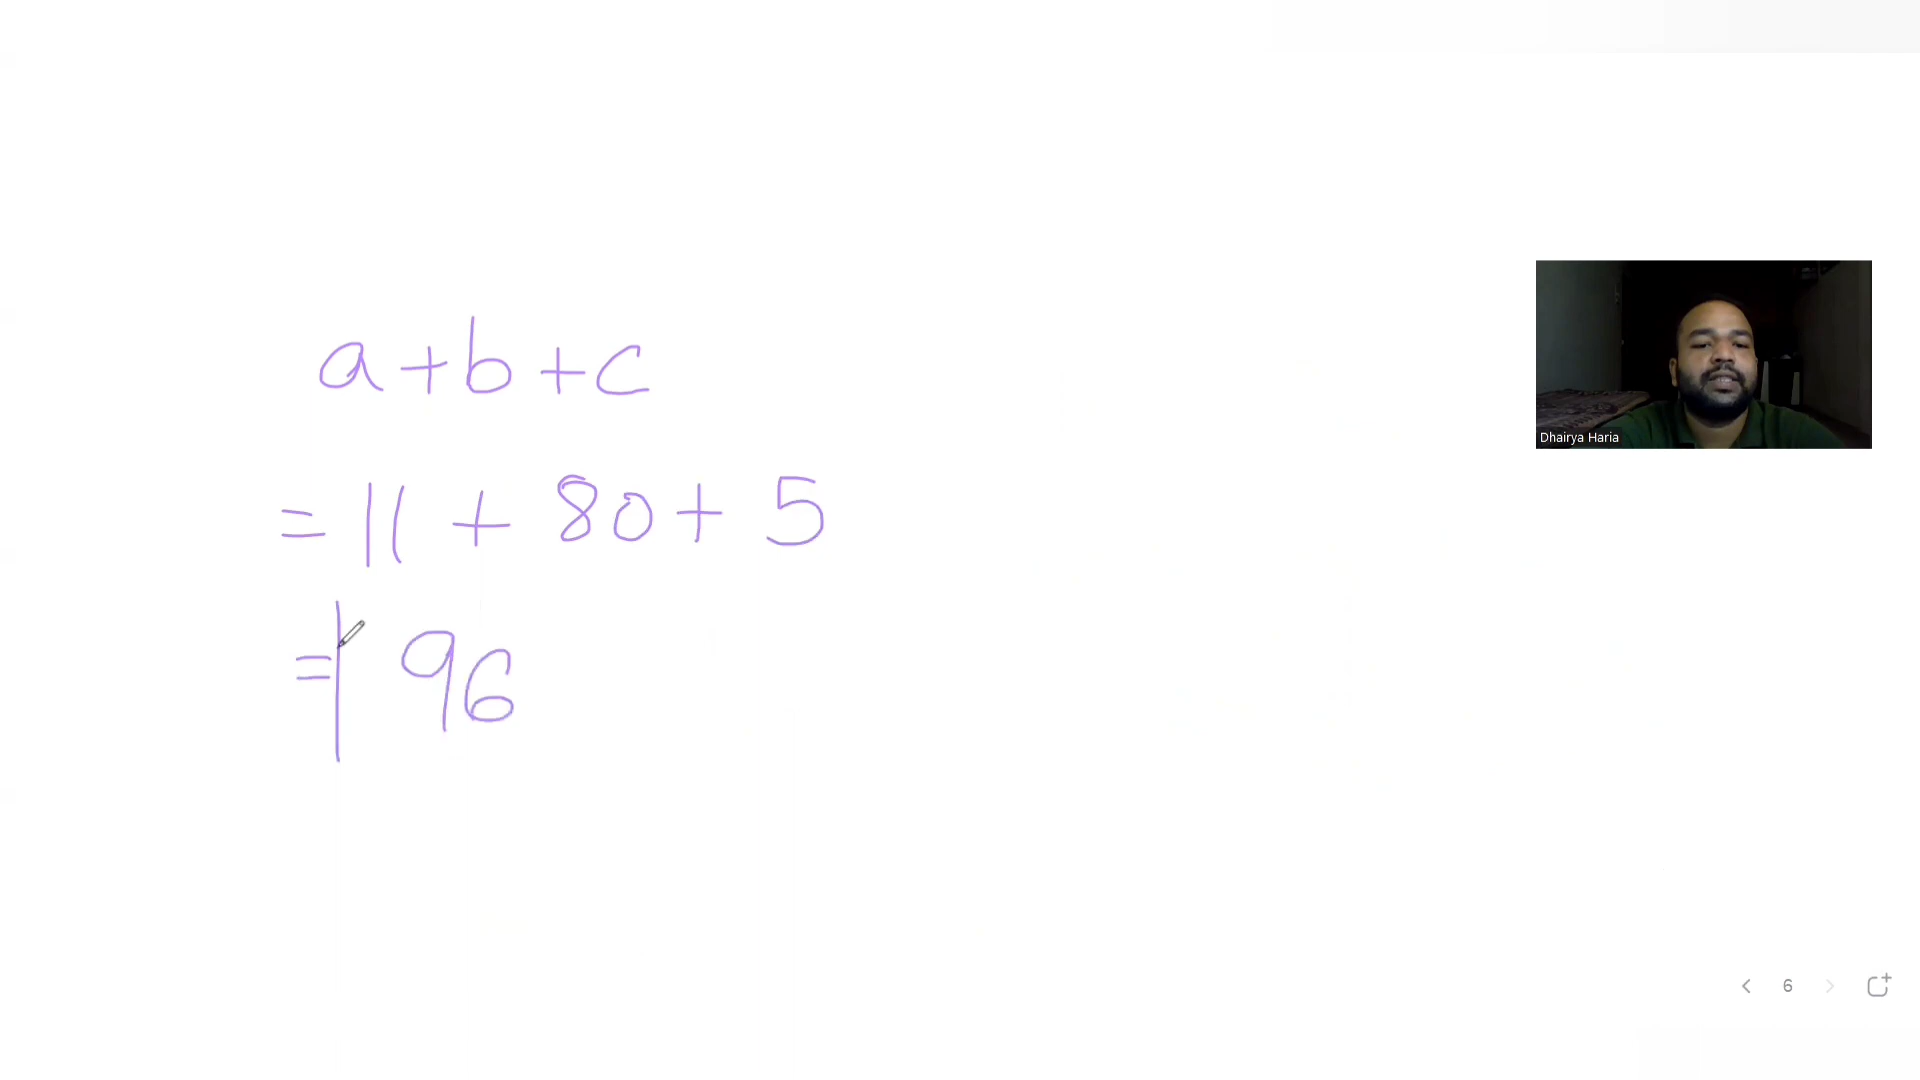 a+b+c
= 11 + 80 + 5
= 96
Dhairya Haria
6